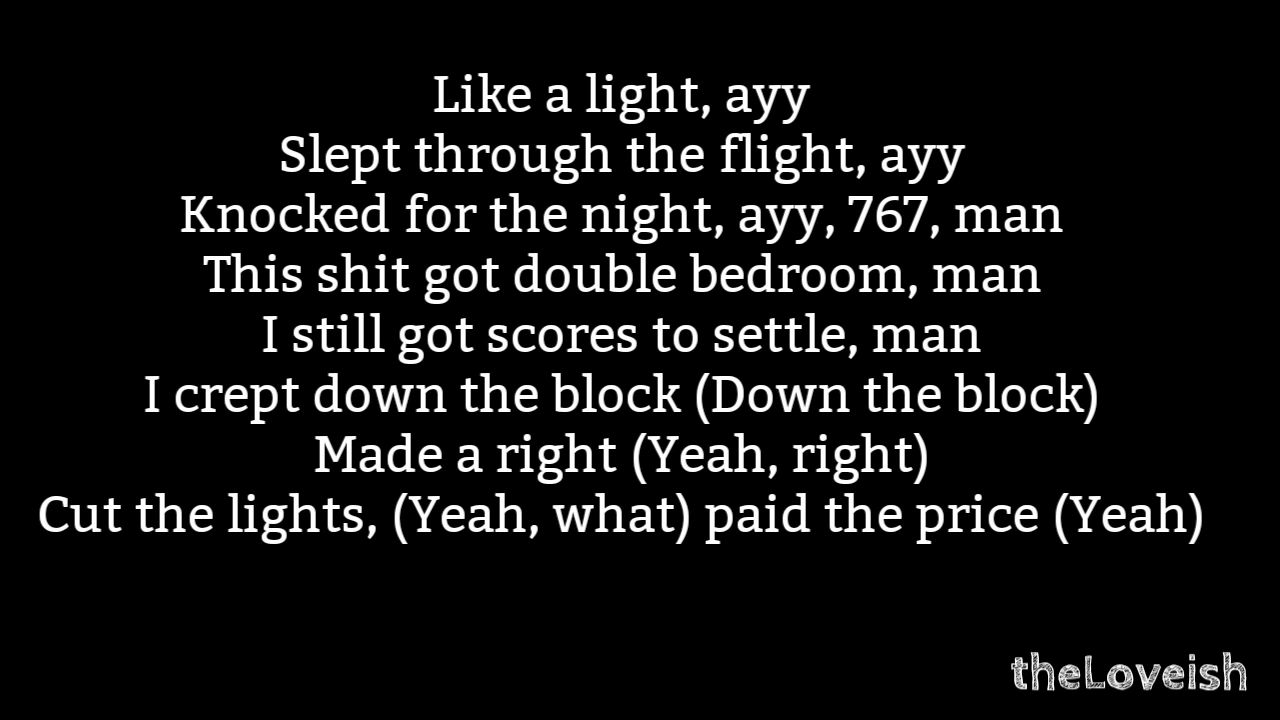 Like a light, ayy
Slept through the flight, ayy
Knocked for the night, ayy, 767, man
This shit got double bedroom, man
I still got scores to settle, man
I crept down the block (Down the block)
Made a right (Yeah, right)
Cut the lights, (Yeah, what) paid the price (Yeah)
theLoveish